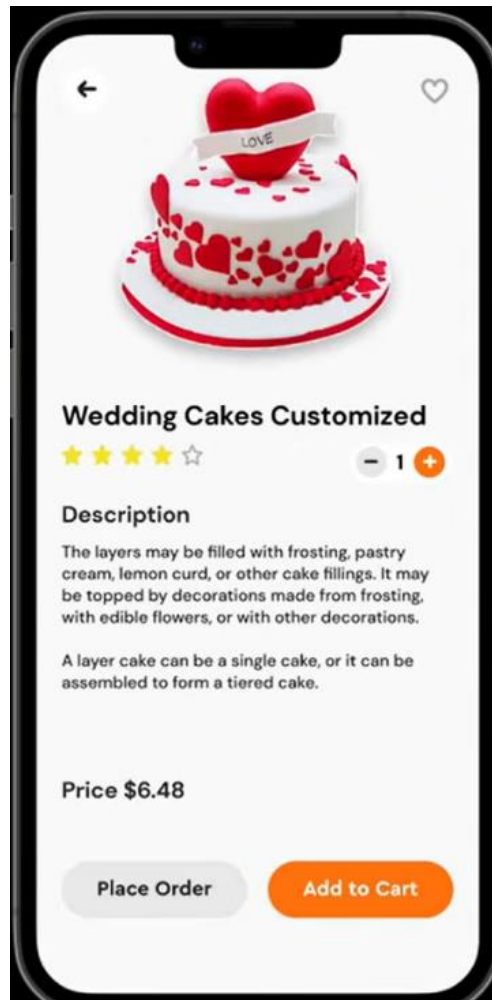 LOVE
Wedding Cakes Customized
− 1 +
Description
The layers may be filled with frosting, pastry
cream, lemon curd, or other cake fillings. It may
be topped by decorations made from frosting,
with edible flowers, or with other decorations.
A layer cake can be a single cake, or it can be
assembled to form a tiered cake.
Price $6.48
Place Order
Add to Cart